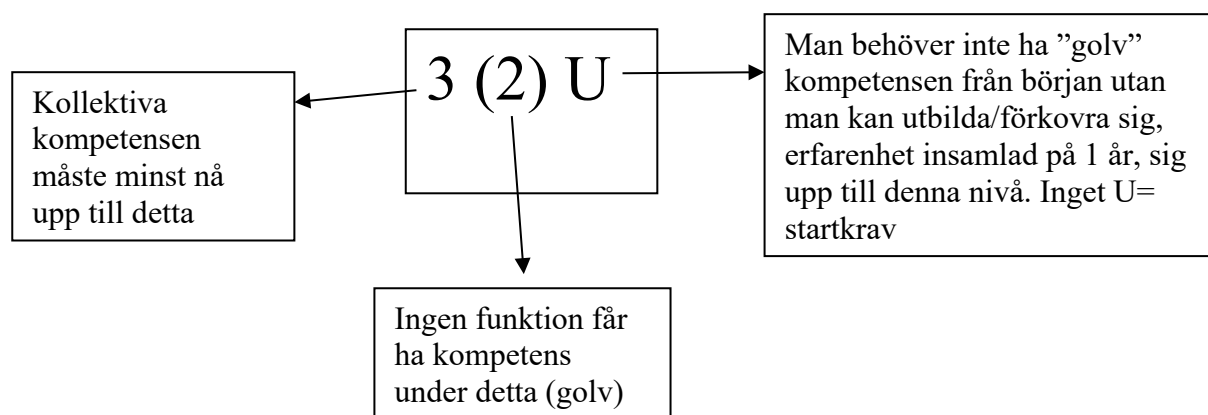 3 (2) U
Kollektiva
kompetensen
måste minst nå
upp till detta
Man behöver inte ha ”golv”
kompetensen från början utan
man kan utbilda/förkovra sig,
erfarenhet insamlad på 1 år, sig
upp till denna nivå. Inget U=
startkrav
Ingen funktion får
ha kompetens
under detta (golv)